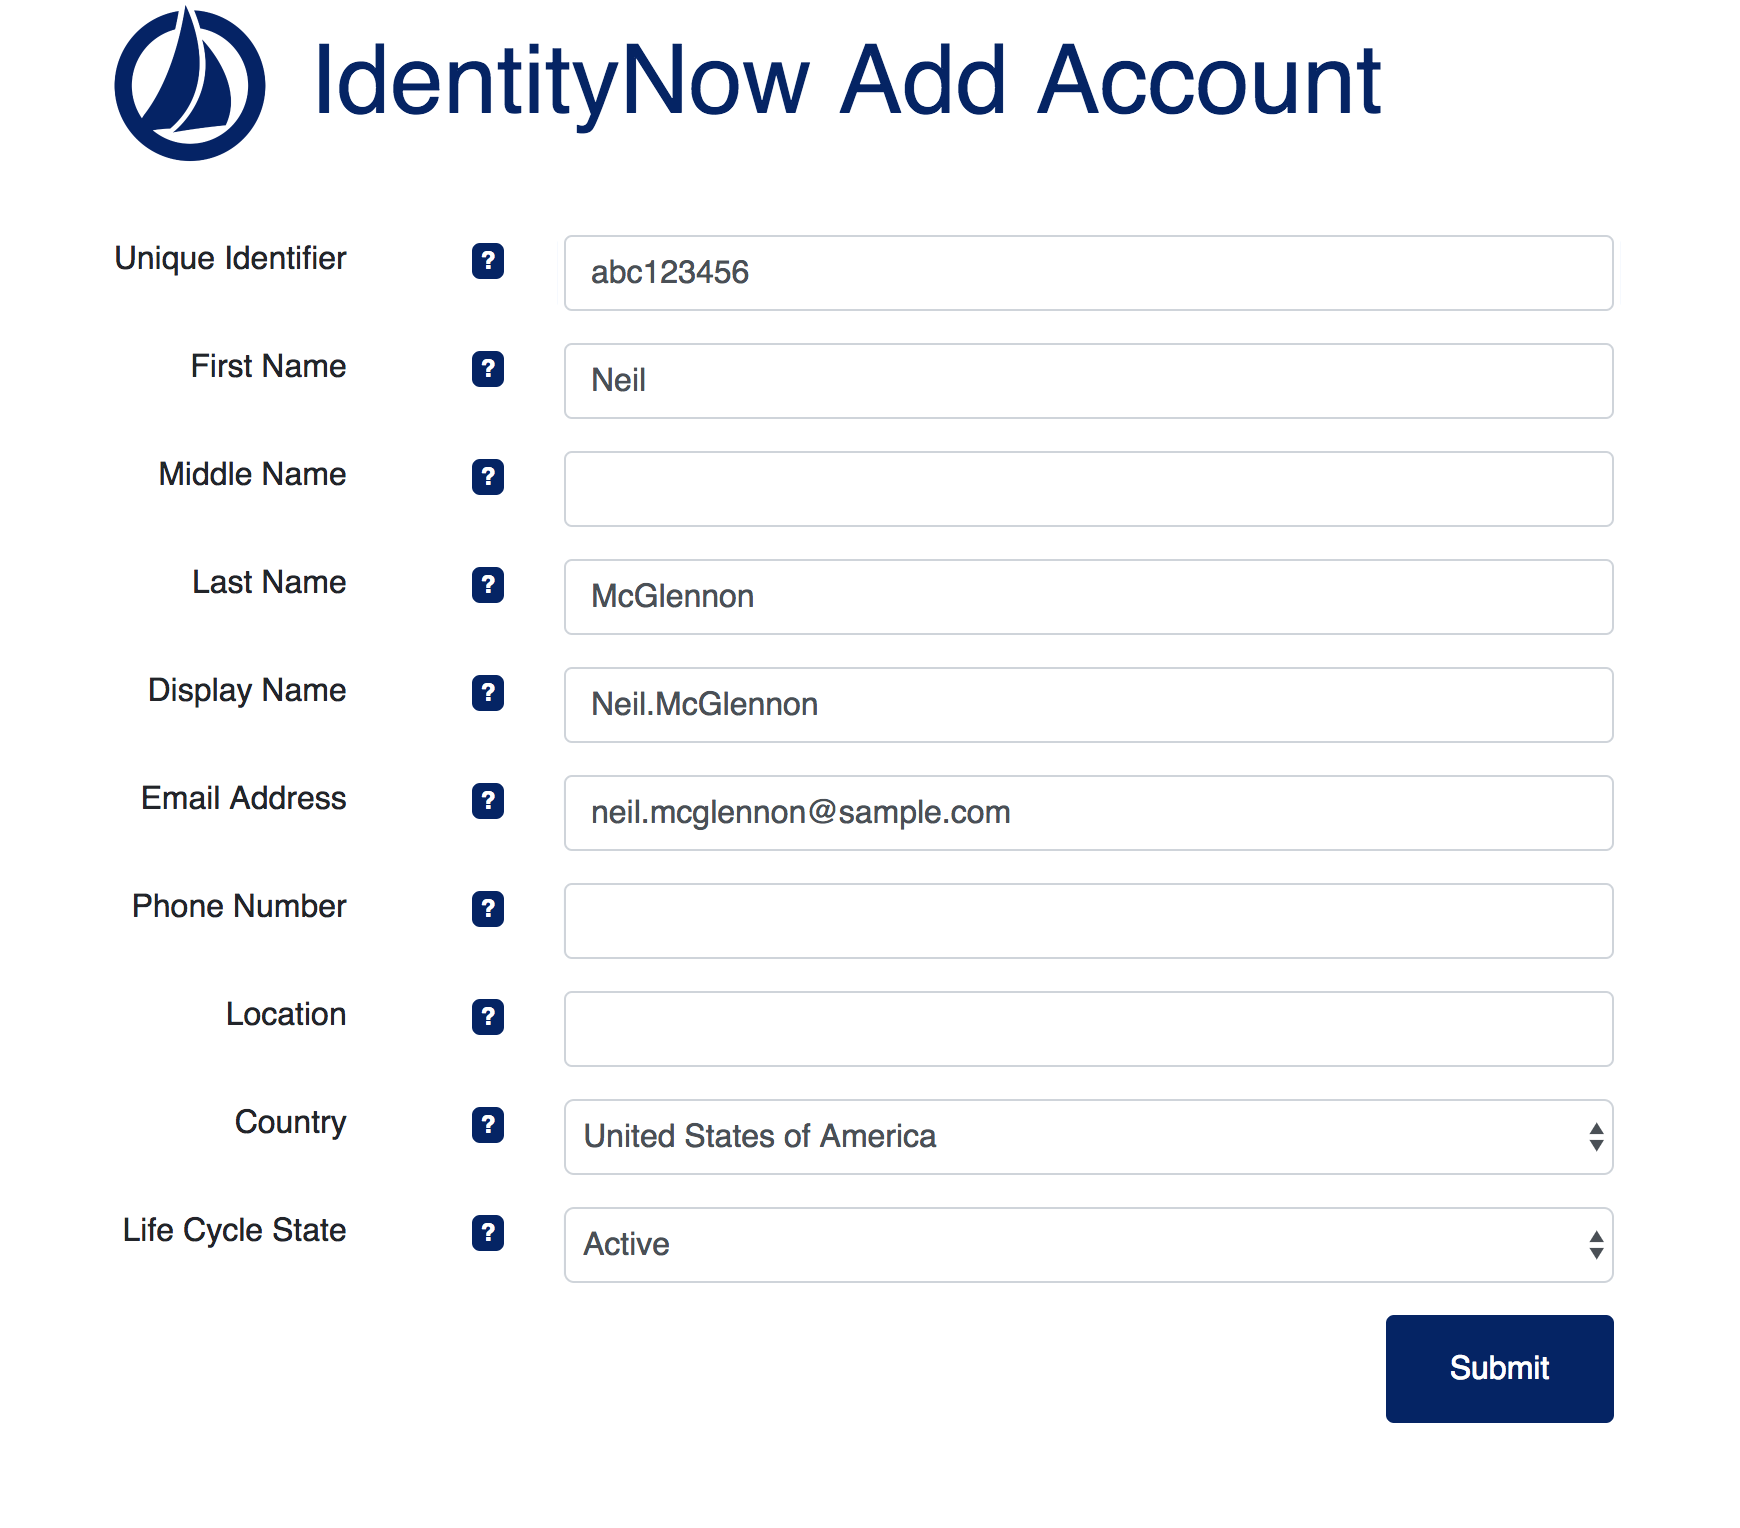 IdentityNow Add Account
Unique Identifier ? abc123456
First Name ? Neil
Middle Name ?
Last Name ? McGlennon
Display Name ? Neil.McGlennon
Email Address ? neil.mcglennon@sample.com
Phone Number ?
Location ?
Country ? United States of America
Life Cycle State ? Active
Submit